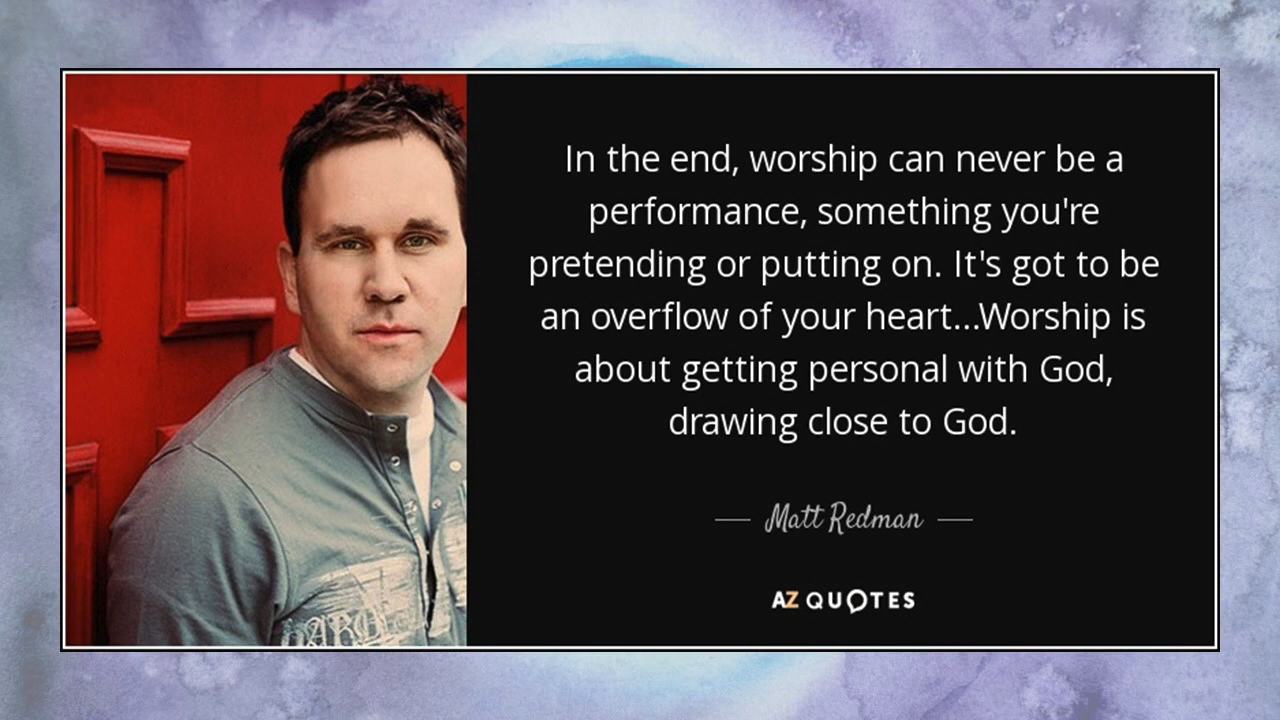 In the end, worship can never be a
performance, something you're
pretending or putting on. It's got to be
an overflow of your heart...Worship is
about getting personal with God,
drawing close to God.
Matt Redman
AZ QUOTES